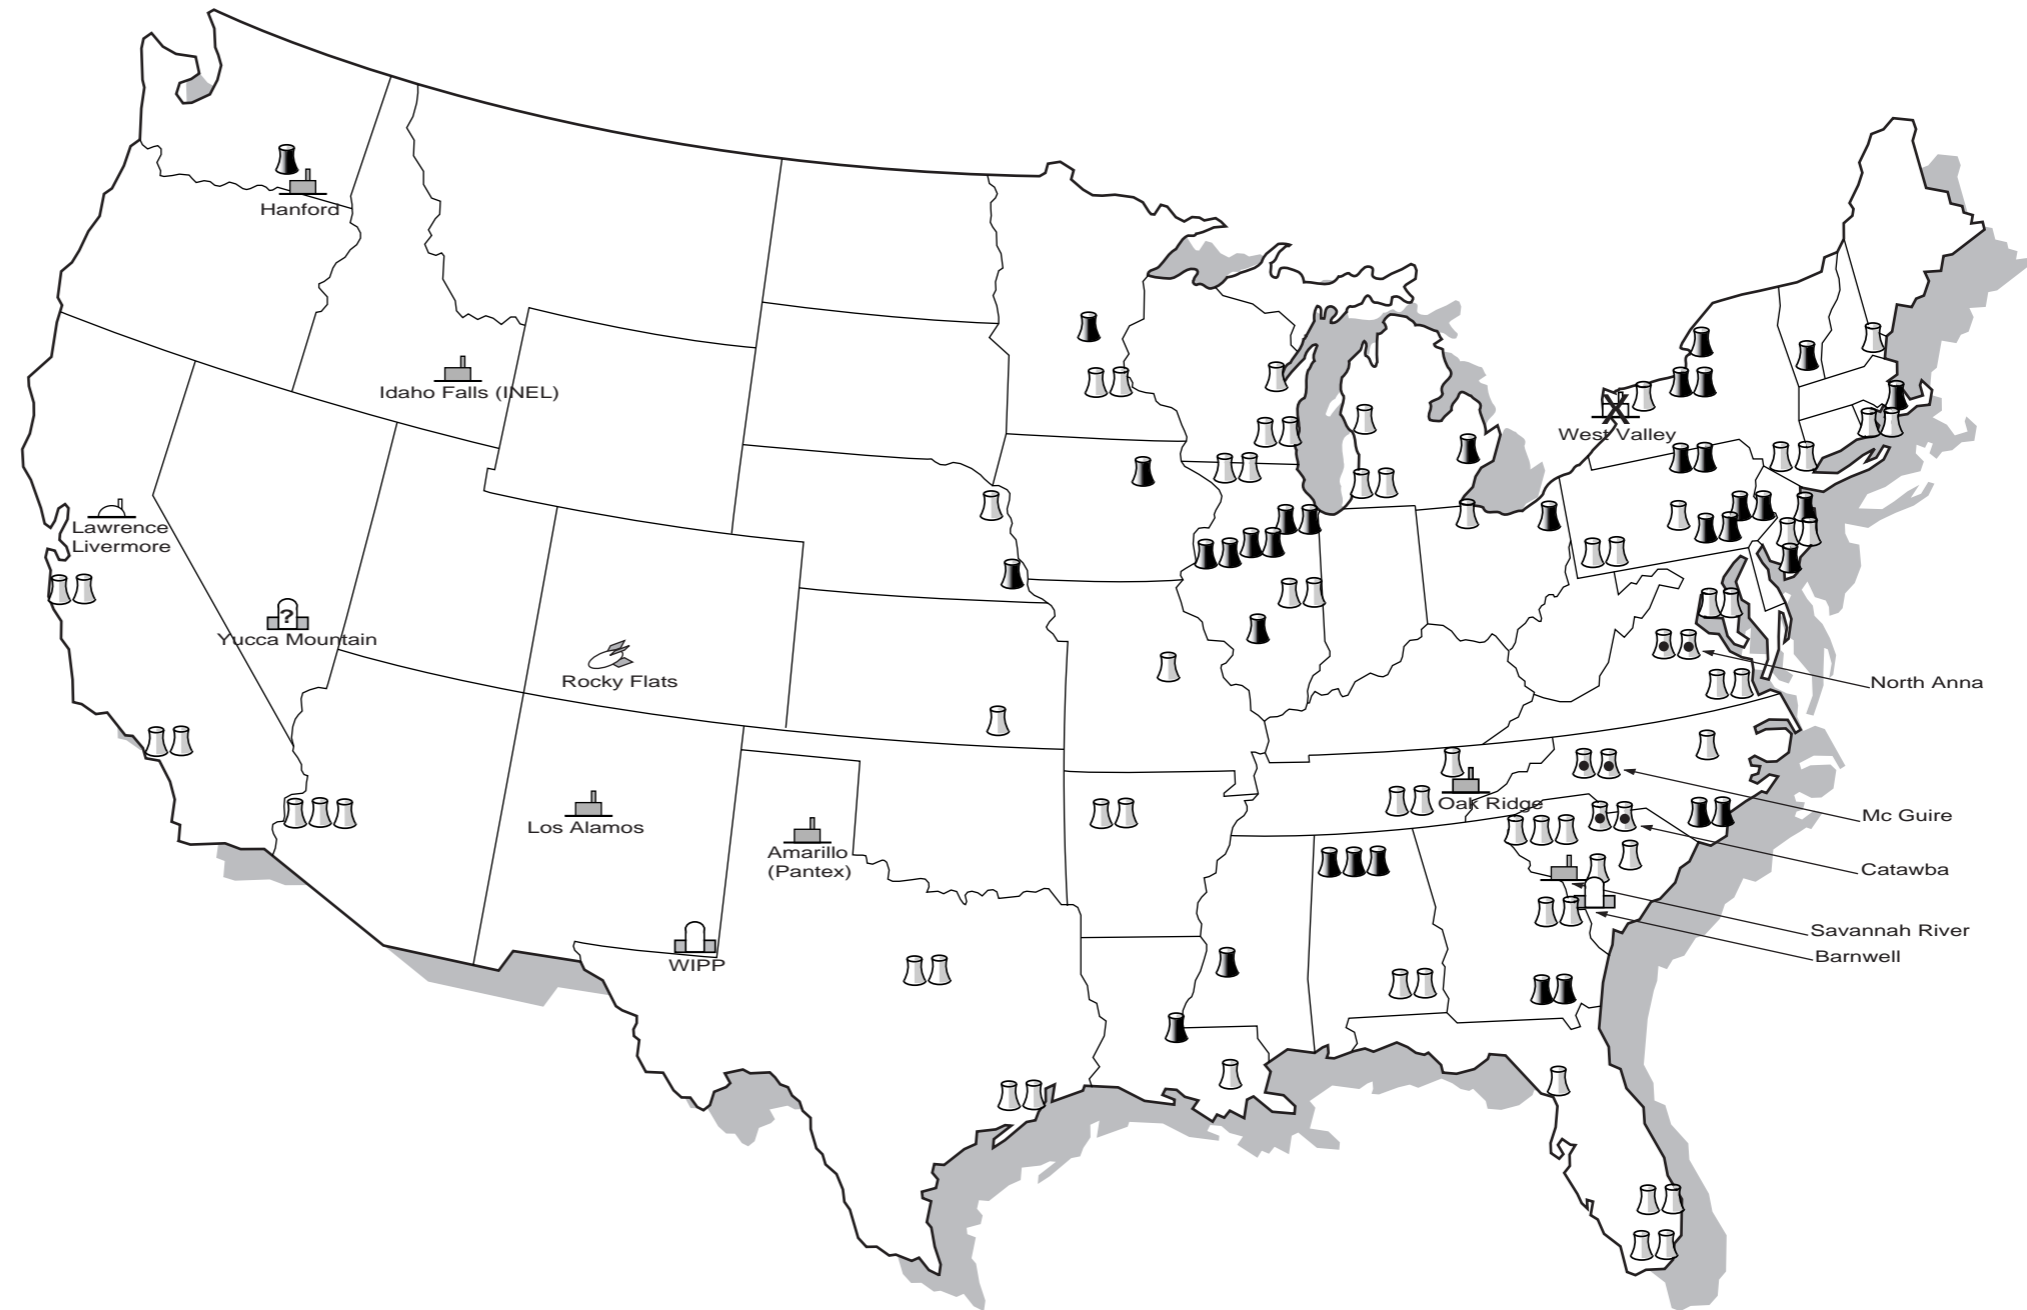 Hanford
Idaho Falls (INEL)
West Valley
Lawrence
Livermore
?
Yucca Mountain
Rocky Flats
North Anna
Los Alamos
Oak Ridge
Mc Guire
Amarillo
(Pantex)
Catawba
Savannah River
Barnwell
WIPP